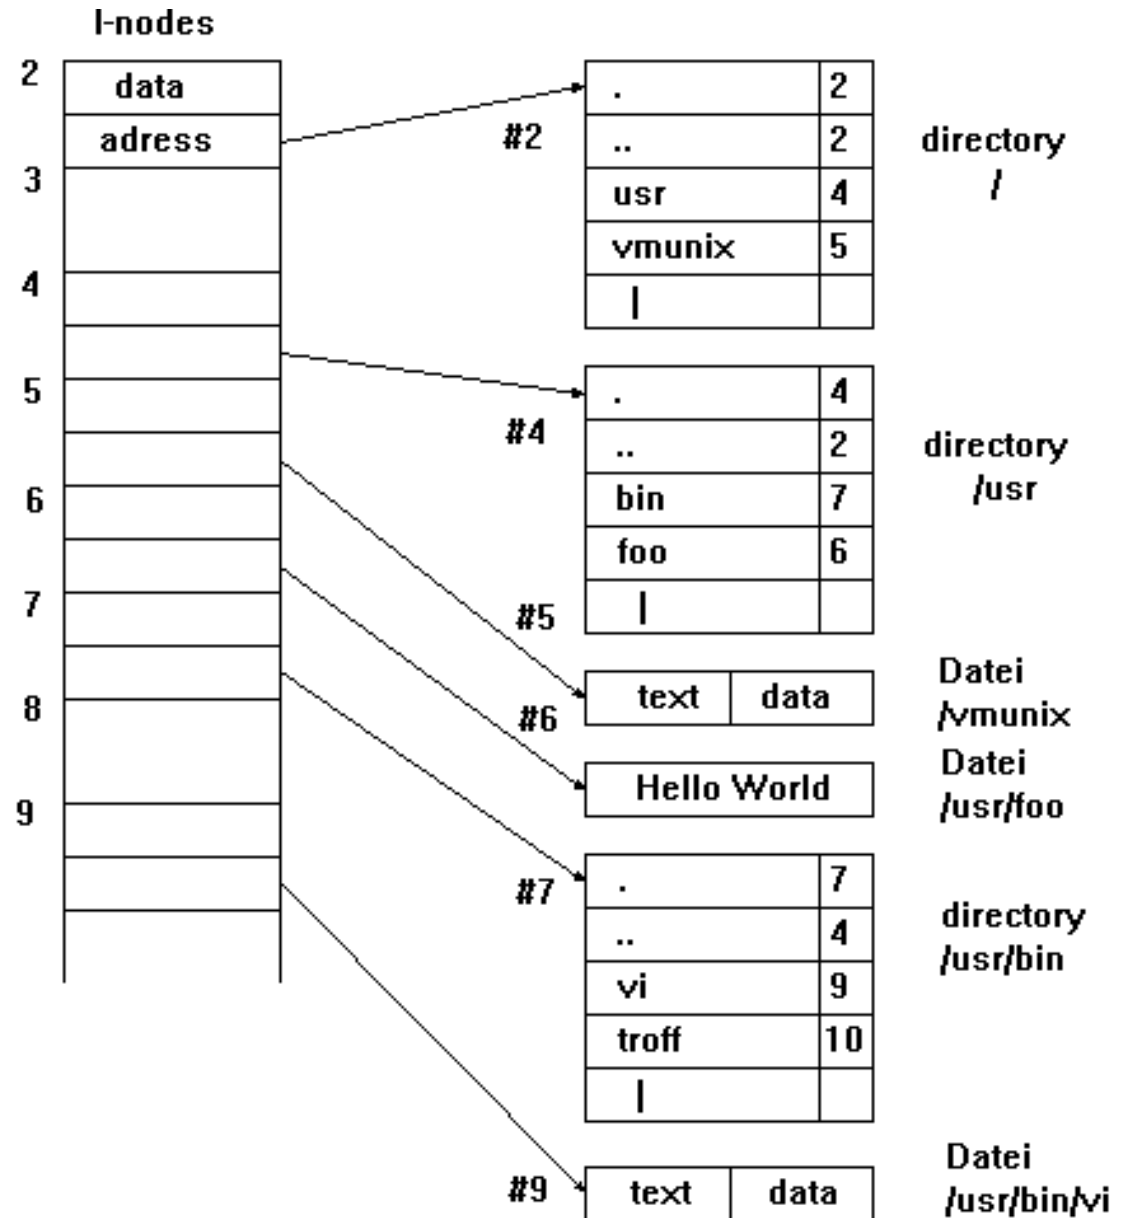 I-nodes
2
data
adress
3
4
5
6
7
8
9
#2
. 2
.. 2
usr 4
vmunix 5
|
directory
/
#4
. 4
.. 2
bin 7
foo 6
|
directory
/usr
#5
text data
Datei
/vmunix
#6
Hello World
Datei
/usr/foo
#7
. 7
.. 4
vi 9
troff 10
|
directory
/usr/bin
#9
text data
Datei
/usr/bin/vi